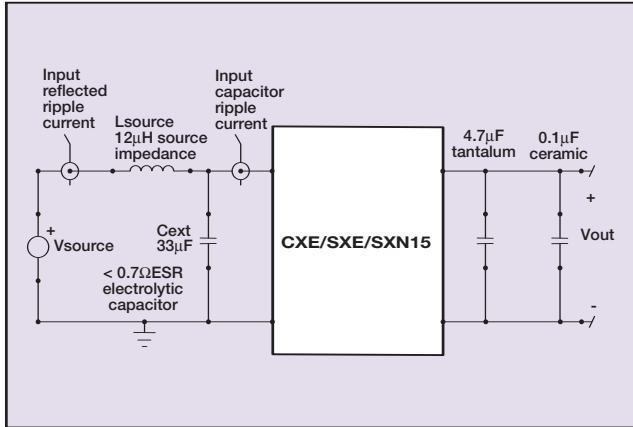 Input
reflected
ripple
current
Lsource
12µH source
impedance
Input
capacitor
ripple
current
4.7µF
tantalum
0.1µF
ceramic
+
Vsource
Cext
33µF
< 0.7ΩESR
electrolytic
capacitor
CXE/SXE/SXN15
+
Vout
-